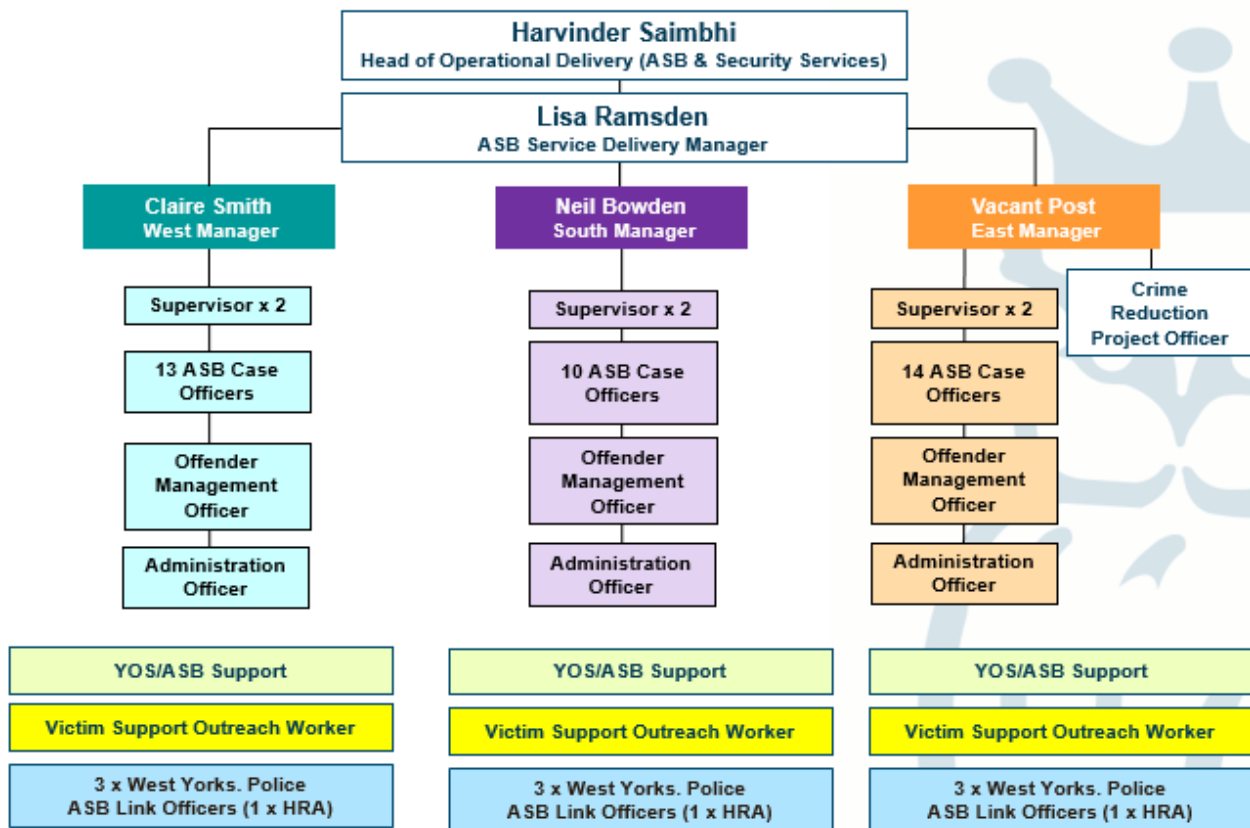 Harvinder Saimbhi
Head of Operational Delivery (ASB & Security Services)
Lisa Ramsden
ASB Service Delivery Manager
Claire Smith
West Manager
Neil Bowden
South Manager
Vacant Post
East Manager
Supervisor x 2
Supervisor x 2
Supervisor x 2
Crime
Reduction
Project Officer
13 ASB Case
Officers
10 ASB Case
Officers
14 ASB Case
Officers
Offender
Management
Officer
Offender
Management
Officer
Offender
Management
Officer
Administration
Officer
Administration
Officer
Administration
Officer
YOS/ASB Support
YOS/ASB Support
YOS/ASB Support
Victim Support Outreach Worker
Victim Support Outreach Worker
Victim Support Outreach Worker
3 x West Yorks. Police
ASB Link Officers (1 x HRA)
3 x West Yorks. Police
ASB Link Officers (1 x HRA)
3 x West Yorks. Police
ASB Link Officers (1 x HRA)